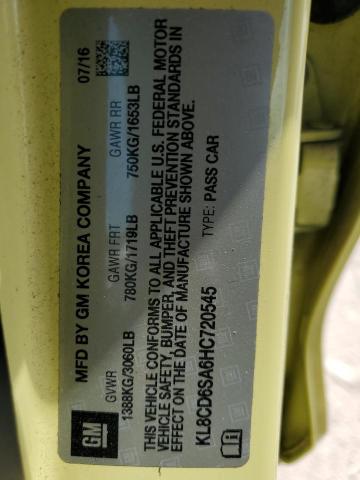 MFD BY GM KOREA COMPANY 07/16
GVWR GAWR FRT GAWR RR
1388KG/3060LB 780KG/1719LB 750KG/1653LB
THIS VEHICLE CONFORMS TO ALL APPLICABLE U.S. FEDERAL MOTOR
VEHICLE SAFETY, BUMPER, AND THEFT PREVENTION STANDARDS IN
EFFECT ON THE DATE OF MANUFACTURE SHOWN ABOVE.
KL8CD6SA6HC720545 TYPE: PASS CAR
GM